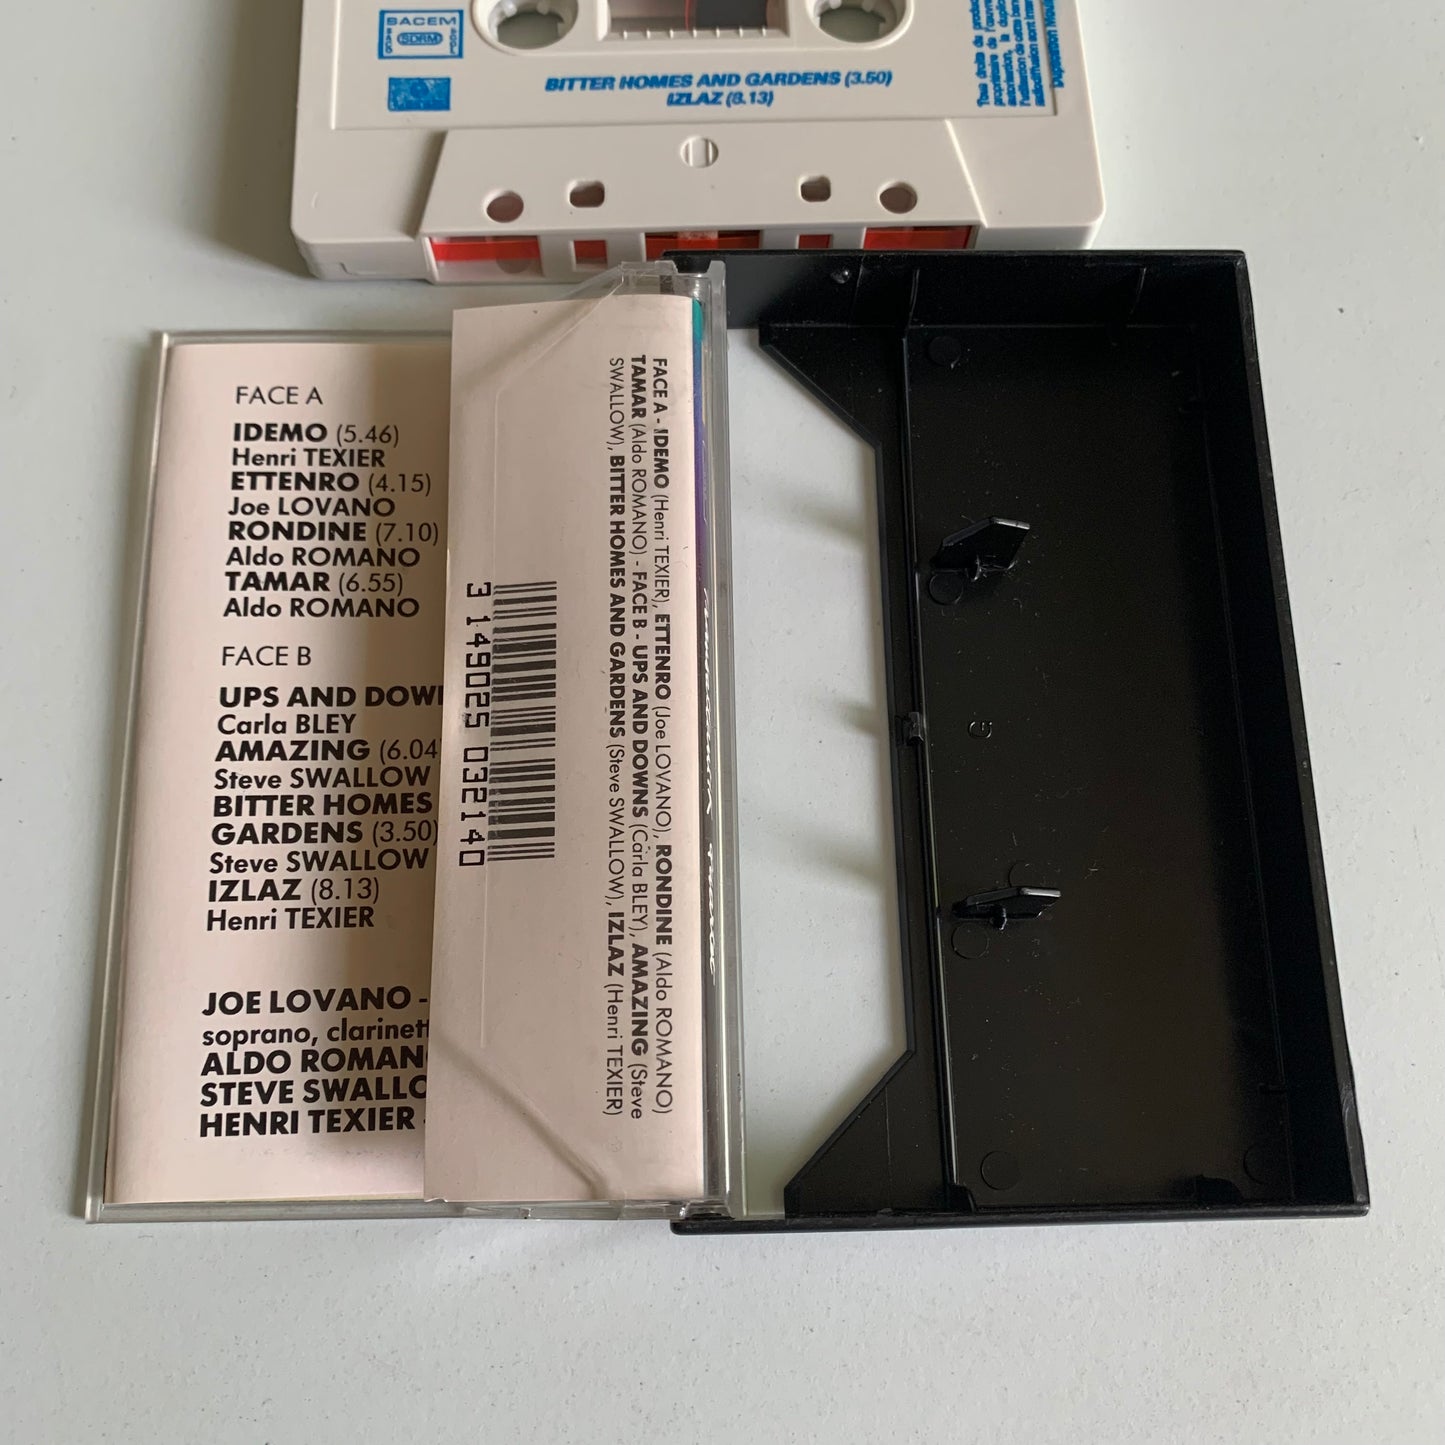 SACEM
SDRM
BITTER HOMES AND GARDENS (3.50)
IZLAZ (8.13)
FACE A
IDEMO (5.46)
Henri TEXIER
ETTENRO (4.15)
Joe LOVANO
RONDINE (7.10)
Aldo ROMANO
TAMAR (6.55)
Aldo ROMANO
FACE B
UPS AND DOW
Carla BLEY
AMAZING (6.04
Steve SWALLOW
BITTER HOMES
GARDENS (3.50)
Steve SWALLOW
IZLAZ (8.13)
Henri TEXIER
JOE LOVANO -
soprano, clarinett
ALDO ROMAN
STEVE SWALLO
HENRI TEXIER -
FACE A - IDEMO (Henri TEXIER), ETTENRO (Joe LOVANO), RONDINE (Aldo ROMANO)
TAMAR (Aldo ROMANO) - FACE B - UPS AND DOWNS (Carla BLEY), AMAZING (Steve
SWALLOW), BITTER HOMES AND GARDENS (Steve SWALLOW), IZLAZ (Henri TEXIER)
3 149025 032140
G